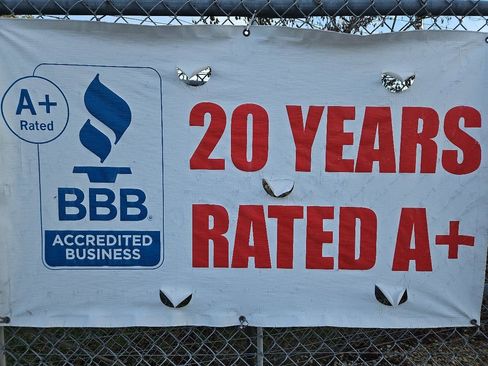 A+
Rated
BBB
ACCREDITED
BUSINESS
20 YEARS
RATED A+